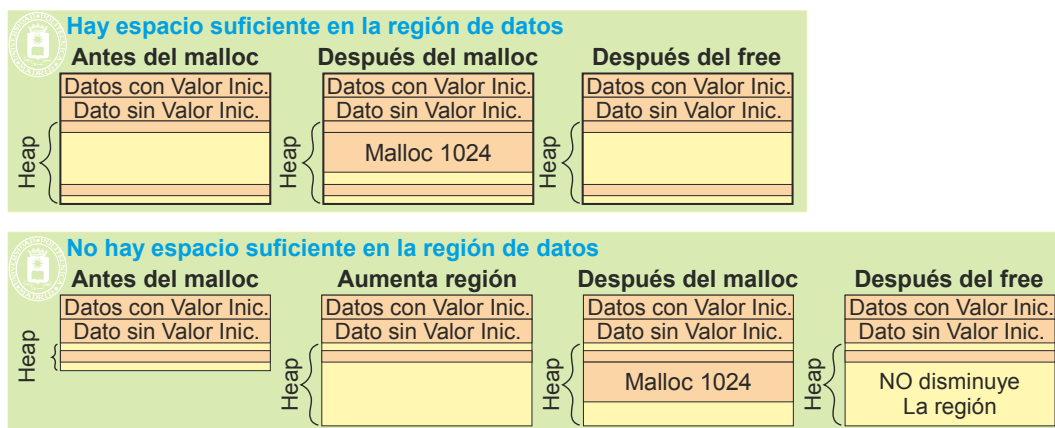 Hay espacio suficiente en la región de datos
Antes del malloc
Después del malloc
Después del free
Datos con Valor Inic.
Datos con Valor Inic.
Datos con Valor Inic.
Dato sin Valor Inic.
Dato sin Valor Inic.
Dato sin Valor Inic.
Heap
Heap
Malloc 1024
Heap
No hay espacio suficiente en la región de datos
Antes del malloc
Aumenta región
Después del malloc
Después del free
Datos con Valor Inic.
Datos con Valor Inic.
Datos con Valor Inic.
Datos con Valor Inic.
Dato sin Valor Inic.
Dato sin Valor Inic.
Dato sin Valor Inic.
Dato sin Valor Inic.
Heap
Heap
Heap
Malloc 1024
Heap
NO disminuye
La región